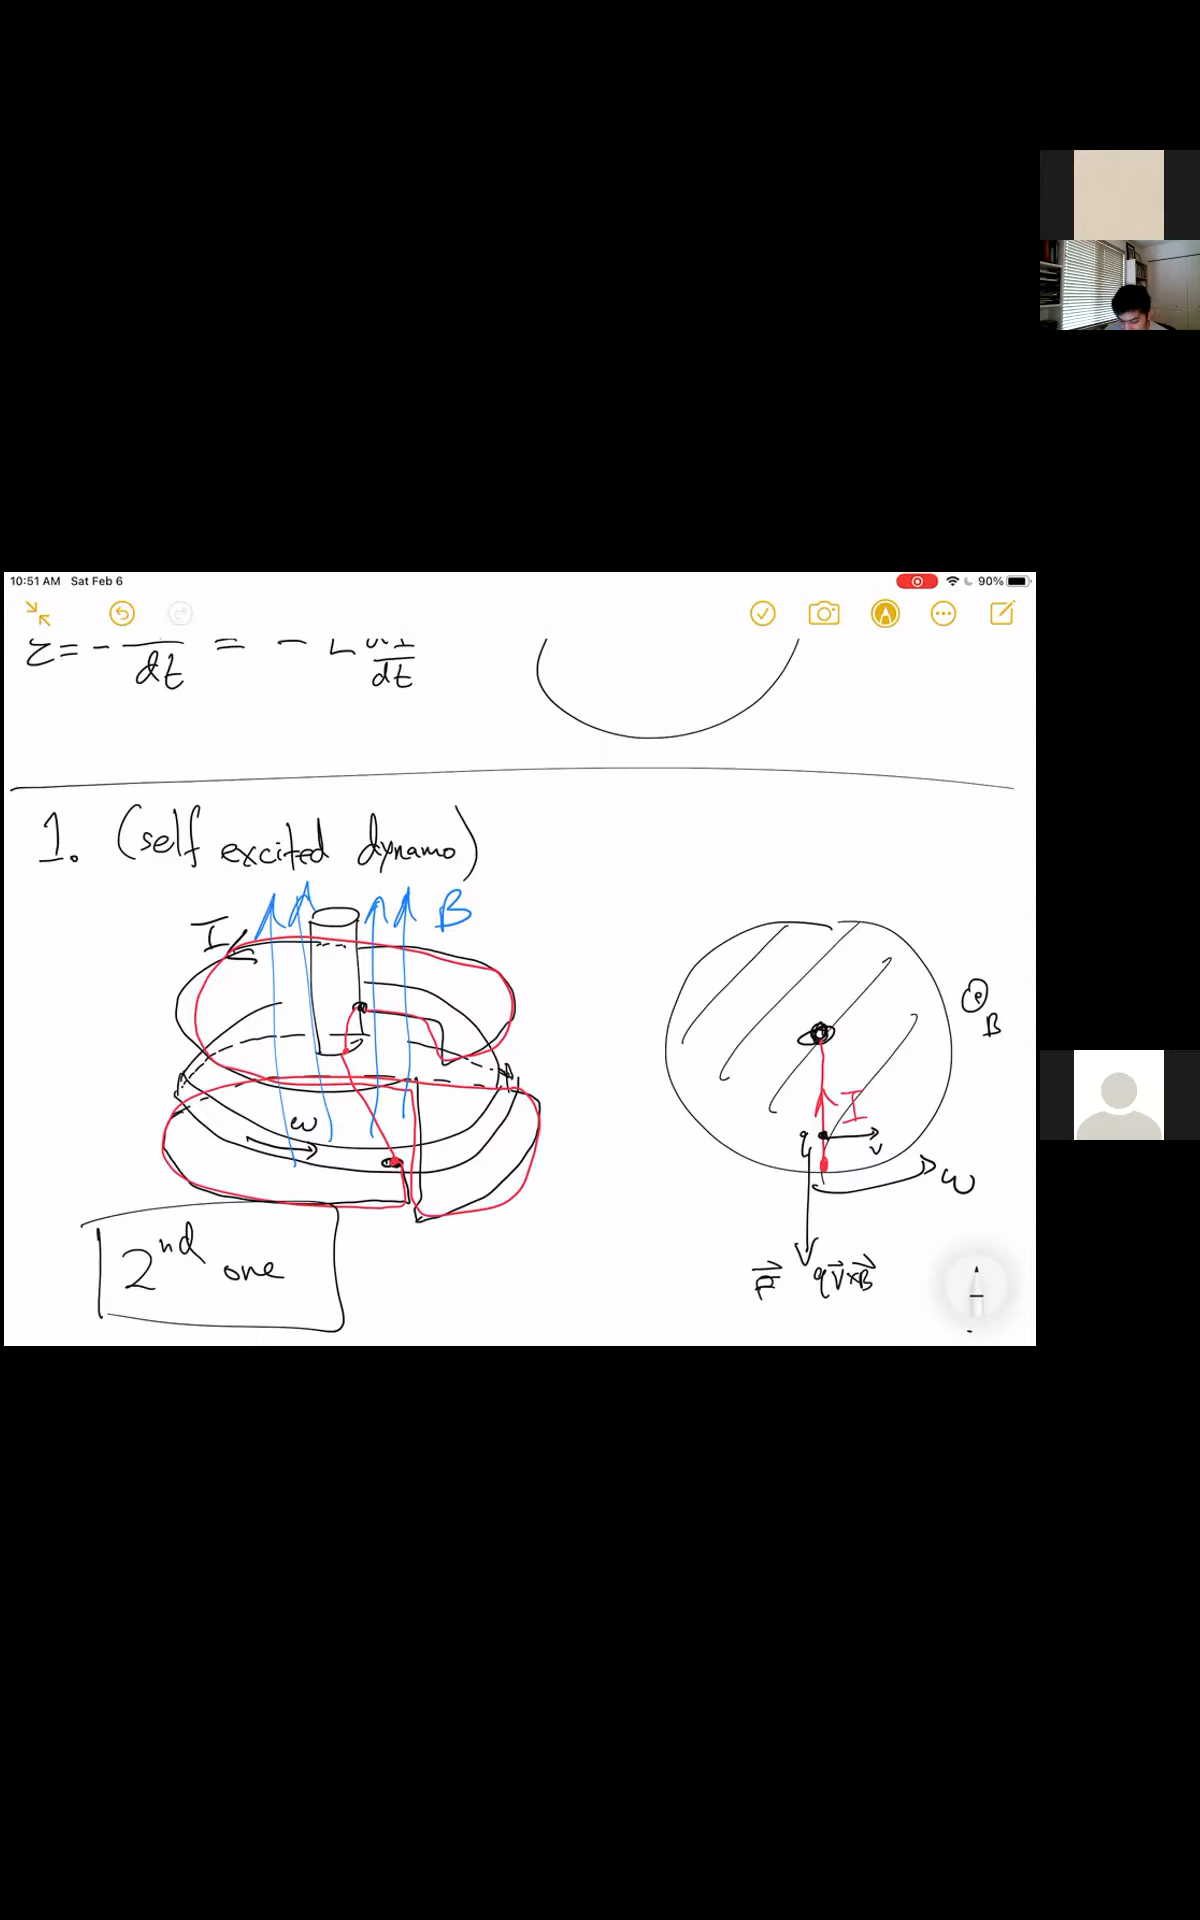 10:51 AM Sat Feb 6
90%
Σ = - / dt = - L dI / dt
1. (self excited dynamo)
I
B
ω
2nd one
B
I
q
v
ω
F qv×B